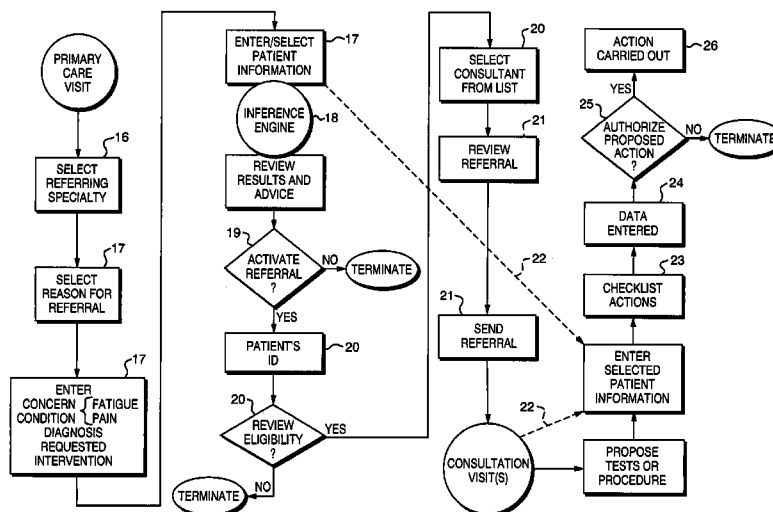 PRIMARY
CARE
VISIT
16
SELECT
REFERRING
SPECIALTY
17
SELECT
REASON FOR
REFERRAL
17
ENTER
CONCERN { FATIGUE
CONDITION { PAIN
DIAGNOSIS
REQUESTED
INTERVENTION
17
ENTER/SELECT
PATIENT
INFORMATION
INFERENCE
ENGINE
18
REVIEW
RESULTS AND
ADVICE
19
ACTIVATE
REFERRAL
?
NO
TERMINATE
YES
PATIENT'S
ID
20
20
REVIEW
ELIGIBILITY
?
YES
NO
TERMINATE
20
SELECT
CONSULTANT
FROM LIST
21
REVIEW
REFERRAL
22
21
SEND
REFERRAL
22
CONSULTATION
VISIT(S)
PROPOSE
TESTS OR
PROCEDURE
ENTER
SELECTED
PATIENT
INFORMATION
23
CHECKLIST
ACTIONS
24
DATA
ENTERED
25
AUTHORIZE
PROPOSED
ACTION
?
NO
TERMINATE
YES
ACTION
CARRIED OUT
26